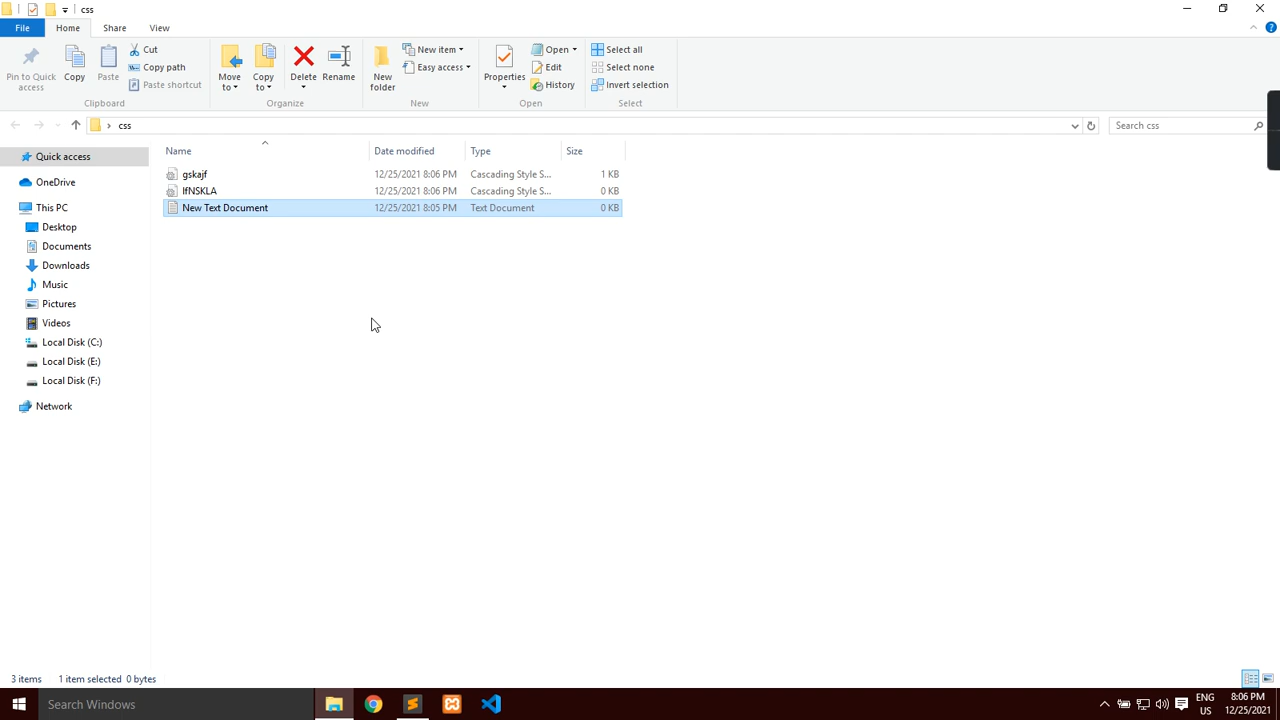 css
File Home Share View
Pin to Quick access
Copy
Paste
Cut
Copy path
Paste shortcut
Clipboard
Move to
Copy to
Delete
Rename
Organize
New folder
New item
Easy access
New
Properties
Open
Edit
History
Open
Select all
Select none
Invert selection
Select
css
Search css
Name Date modified Type Size
gskajf 12/25/2021 8:06 PM Cascading Style S... 1 KB
lfNSKLA 12/25/2021 8:06 PM Cascading Style S... 0 KB
New Text Document 12/25/2021 8:05 PM Text Document 0 KB
Quick access
OneDrive
This PC
Desktop
Documents
Downloads
Music
Pictures
Videos
Local Disk (C:)
Local Disk (E:)
Local Disk (F:)
Network
3 items 1 item selected 0 bytes
Search Windows
ENG
US
8:06 PM
12/25/2021